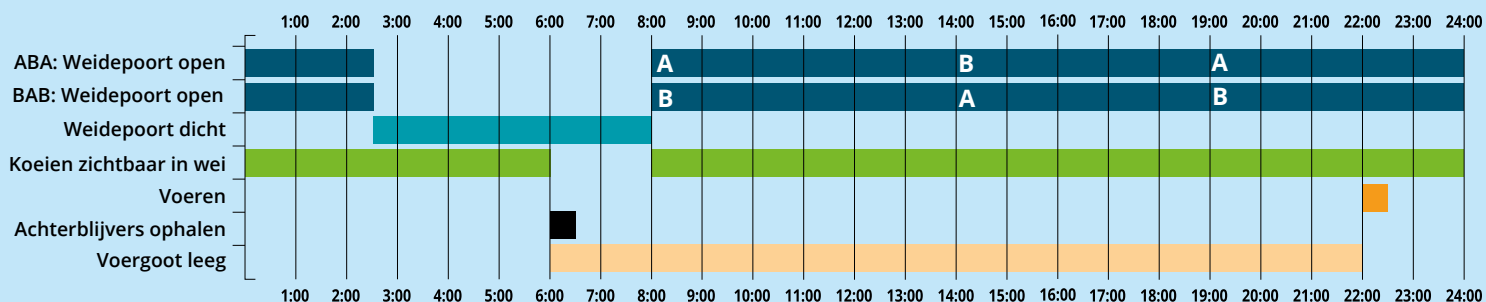 1:00 2:00 3:00 4:00 5:00 6:00 7:00 8:00 9:00 10:00 11:00 12:00 13:00 14:00 15:00 16:00 17:00 18:00 19:00 20:00 21:00 22:00 23:00 24:00
ABA: Weidepoort open A B A
BAB: Weidepoort open B A B
Weidepoort dicht
Koeien zichtbaar in wei
Voeren
Achterblijvers ophalen
Voergoot leeg
1:00 2:00 3:00 4:00 5:00 6:00 7:00 8:00 9:00 10:00 11:00 12:00 13:00 14:00 15:00 16:00 17:00 18:00 19:00 20:00 21:00 22:00 23:00 24:00